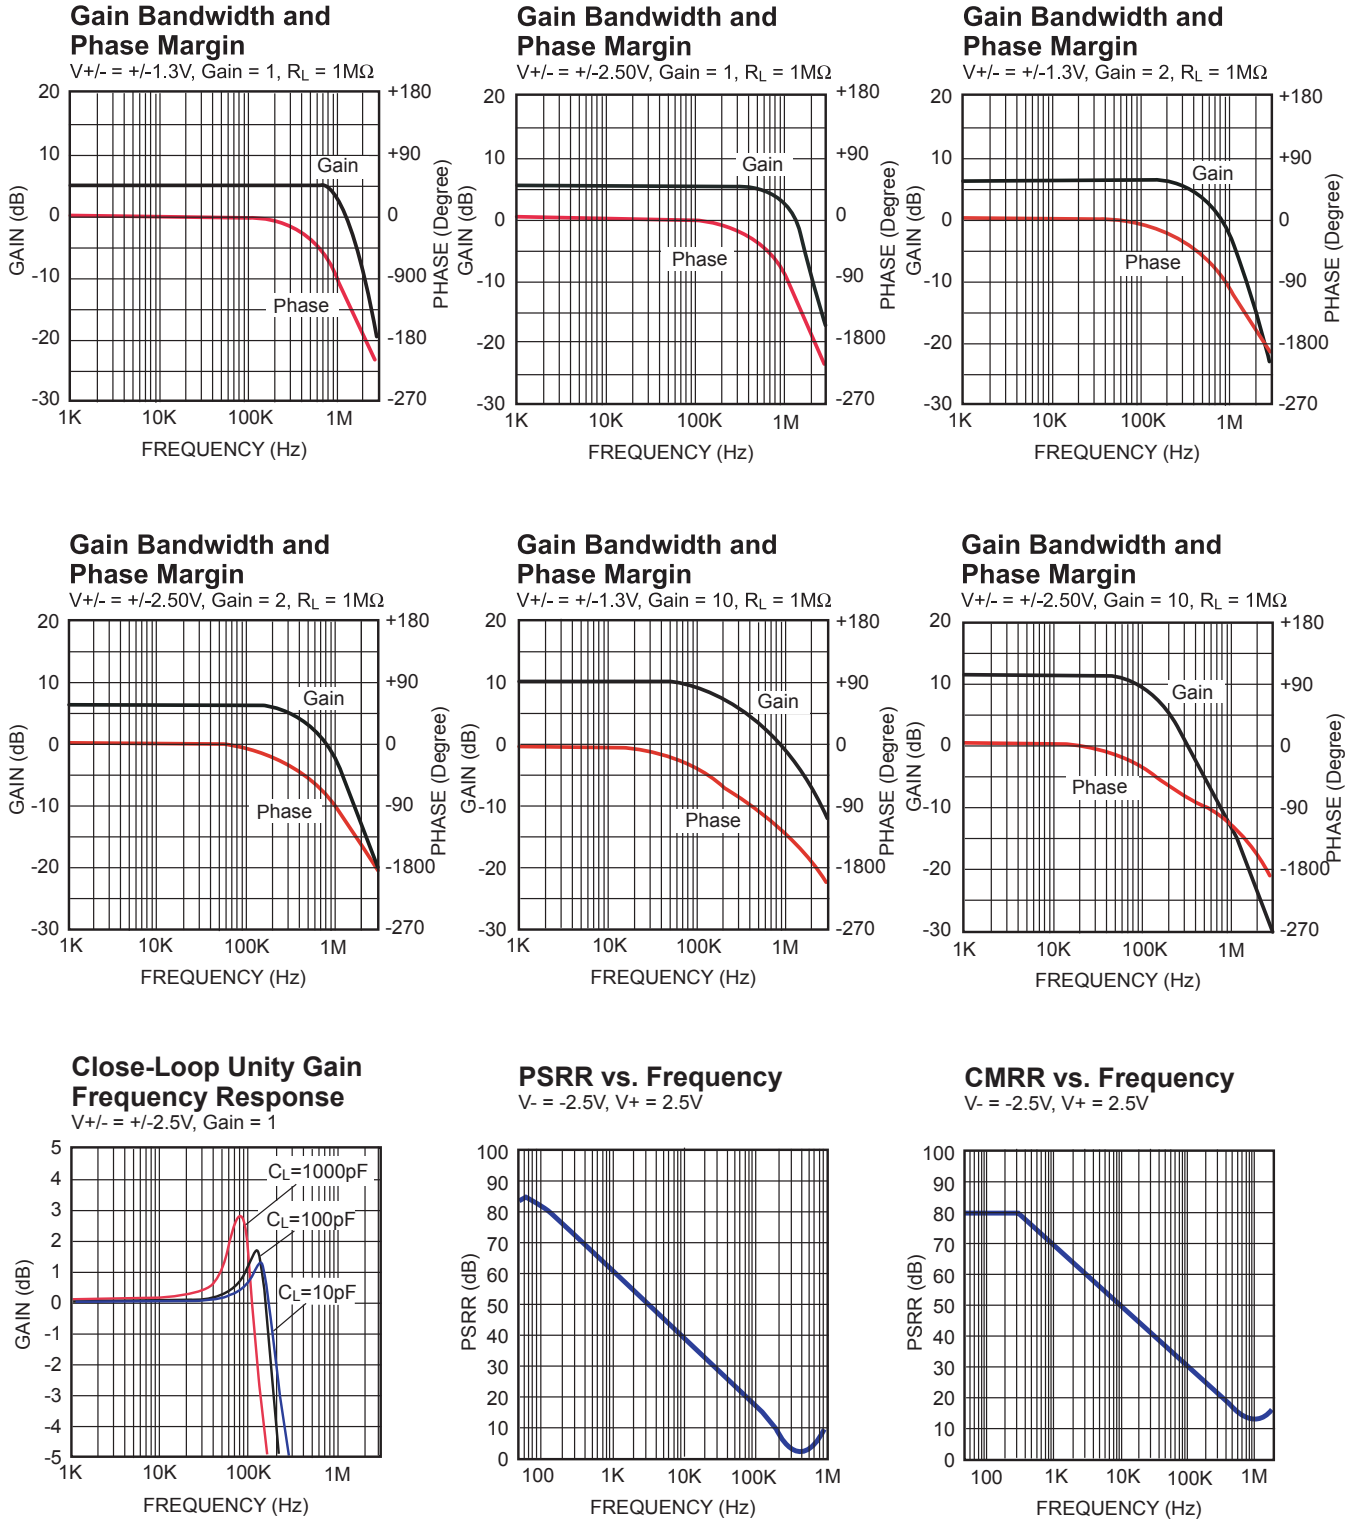 Gain Bandwidth and
Phase Margin
V+/- = +/-1.3V, Gain = 1, RL = 1MΩ
20
10
0
-10
-20
-30
GAIN (dB)
+180
+90
0
-900
-180
-270
PHASE (Degree)
Gain
Phase
1K
10K
100K
1M
FREQUENCY (Hz)
Gain Bandwidth and
Phase Margin
V+/- = +/-2.50V, Gain = 1, RL = 1MΩ
20
10
0
-10
-20
-30
GAIN (dB)
+180
+90
0
-90
-180
-270
PHASE (Degree)
Gain
Phase
1K
10K
100K
1M
FREQUENCY (Hz)
Gain Bandwidth and
Phase Margin
V+/- = +/-1.3V, Gain = 2, RL = 1MΩ
20
10
0
-10
-20
-30
GAIN (dB)
+180
+90
0
-90
-1800
-270
PHASE (Degree)
Gain
Phase
1K
10K
100K
1M
FREQUENCY (Hz)
Gain Bandwidth and
Phase Margin
V+/- = +/-2.50V, Gain = 2, RL = 1MΩ
20
10
0
-10
-20
-30
GAIN (dB)
+180
+90
0
-90
-1800
-270
PHASE (Degree)
Gain
Phase
1K
10K
100K
1M
FREQUENCY (Hz)
Gain Bandwidth and
Phase Margin
V+/- = +/-1.3V, Gain = 10, RL = 1MΩ
20
10
0
-10
-20
-30
GAIN (dB)
+180
+90
0
-90
-1800
-270
PHASE (Degree)
Gain
Phase
1K
10K
100K
1M
FREQUENCY (Hz)
Gain Bandwidth and
Phase Margin
V+/- = +/-2.50V, Gain = 10, RL = 1MΩ
20
10
0
-10
-20
-30
GAIN (dB)
+180
+90
0
-90
-1800
-270
PHASE (Degree)
Gain
Phase
1K
10K
100K
1M
FREQUENCY (Hz)
Close-Loop Unity Gain
Frequency Response
V+/- = +/-2.5V, Gain = 1
5
4
3
2
1
0
-1
-2
-3
-4
-5
GAIN (dB)
CL=1000pF
CL=100pF
CL=10pF
1K
10K
100K
1M
FREQUENCY (Hz)
PSRR vs. Frequency
V- = -2.5V, V+ = 2.5V
100
90
80
70
60
50
40
30
20
10
0
PSRR (dB)
100
1K
10K
100K
1M
FREQUENCY (Hz)
CMRR vs. Frequency
V- = -2.5V, V+ = 2.5V
100
90
80
70
60
50
40
30
20
10
0
PSRR (dB)
100
1K
10K
100K
1M
FREQUENCY (Hz)